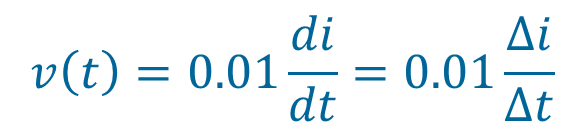 v(t) = 0.01 di/dt = 0.01 Δi/Δt